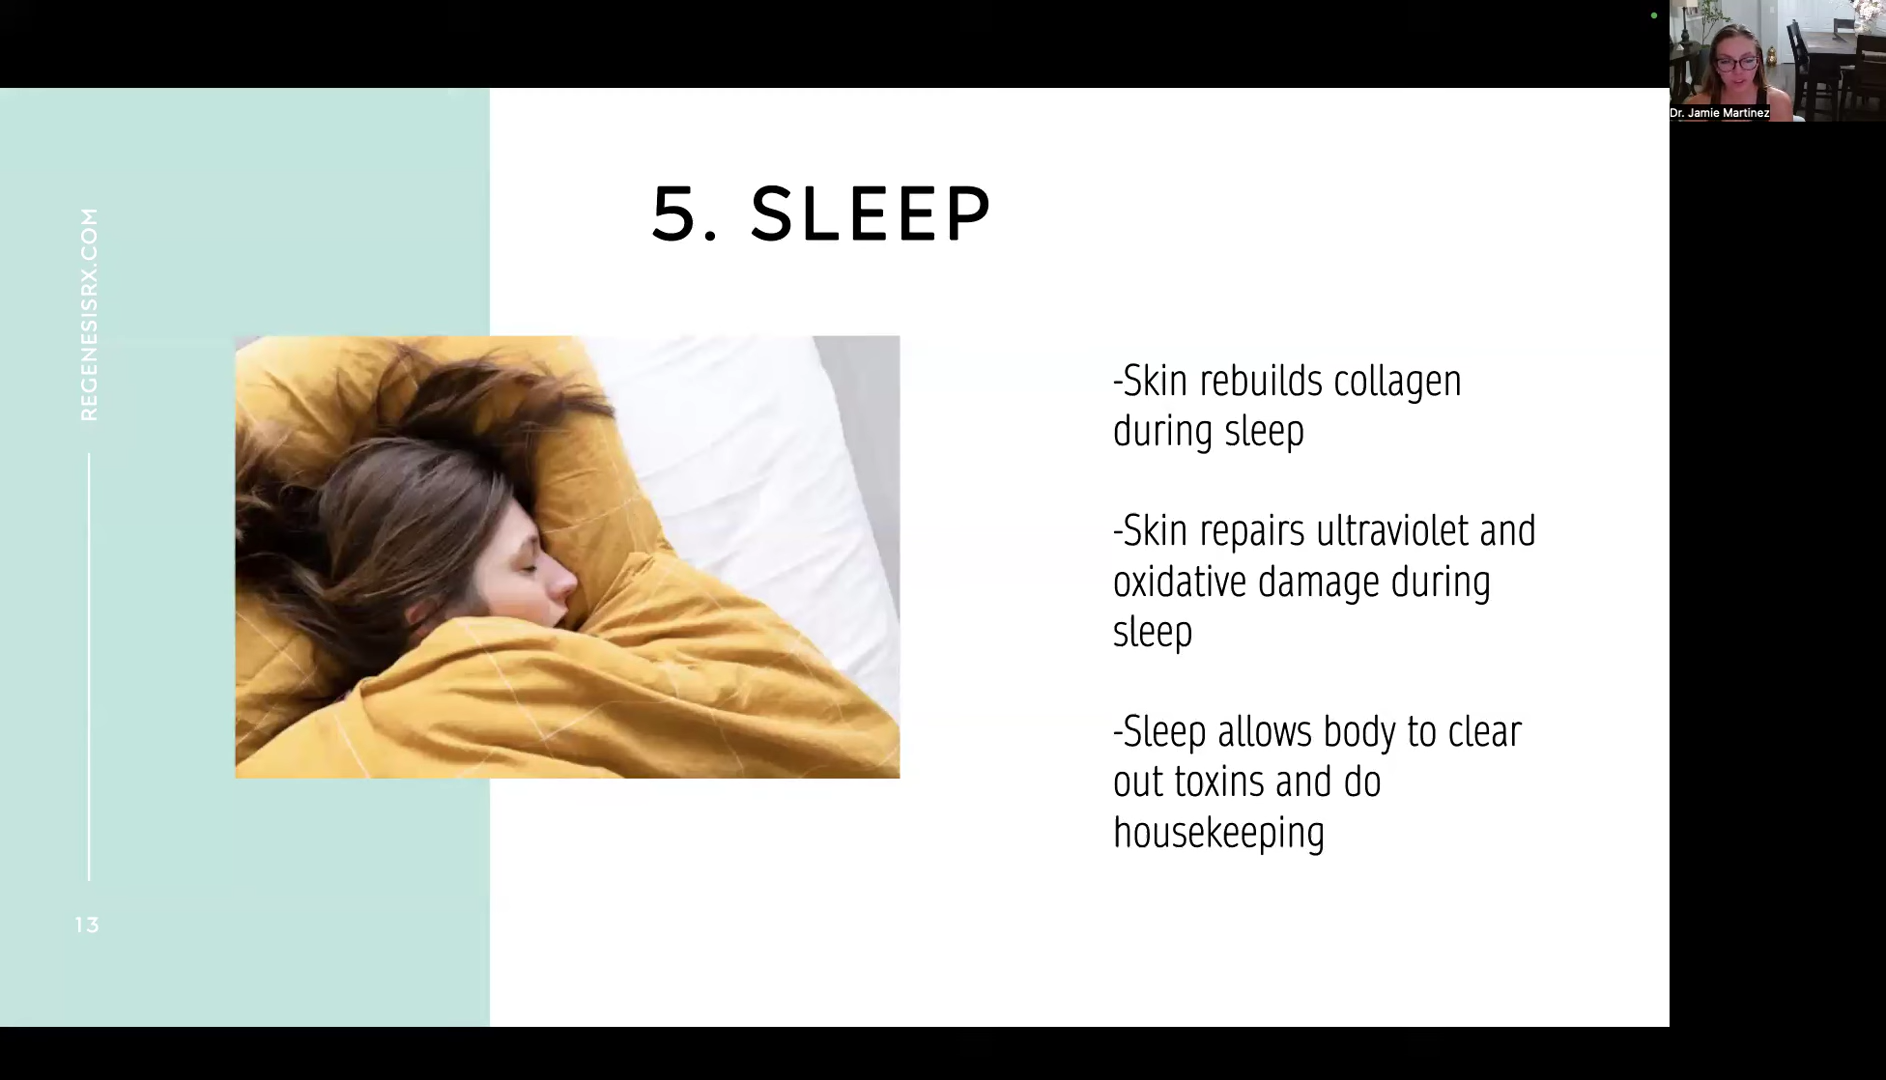 Dr. Jamie Martinez
REGENESISRX.COM
13
5. SLEEP
-Skin rebuilds collagen
during sleep
-Skin repairs ultraviolet and
oxidative damage during
sleep
-Sleep allows body to clear
out toxins and do
housekeeping